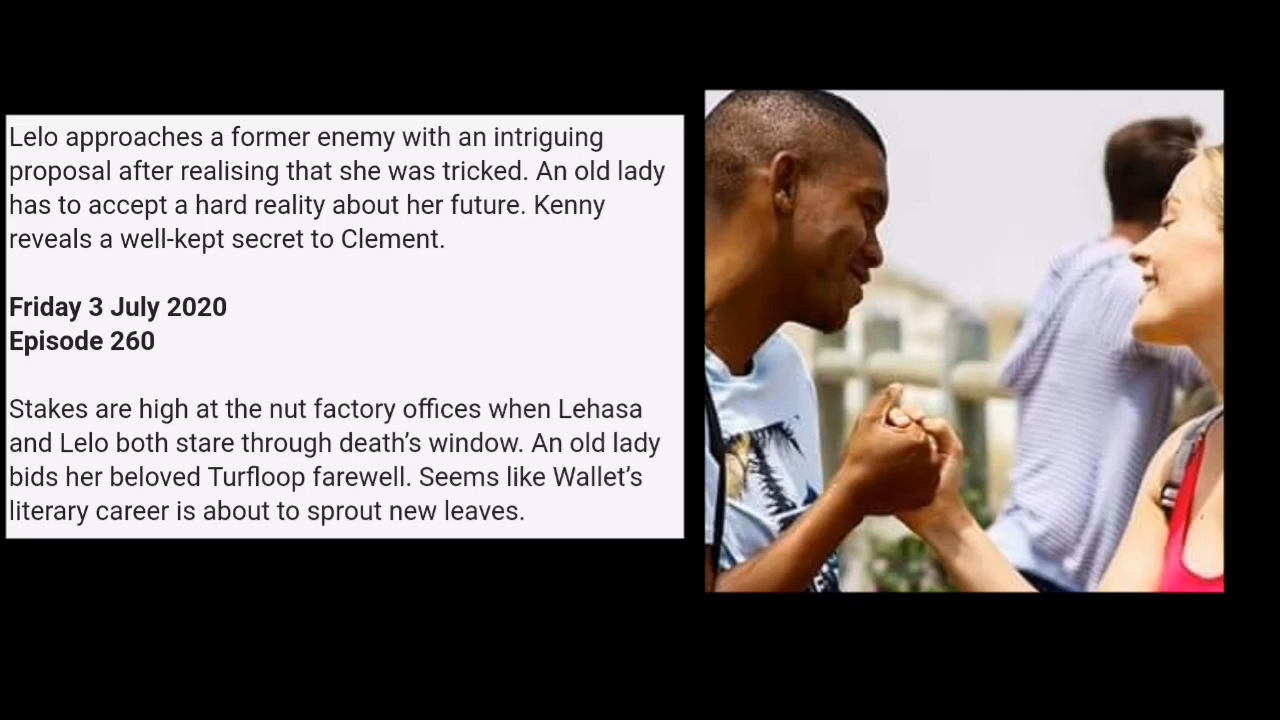 Lelo approaches a former enemy with an intriguing
proposal after realising that she was tricked. An old lady
has to accept a hard reality about her future. Kenny
reveals a well-kept secret to Clement.
Friday 3 July 2020
Episode 260
Stakes are high at the nut factory offices when Lehasa
and Lelo both stare through death’s window. An old lady
bids her beloved Turfloop farewell. Seems like Wallet’s
literary career is about to sprout new leaves.